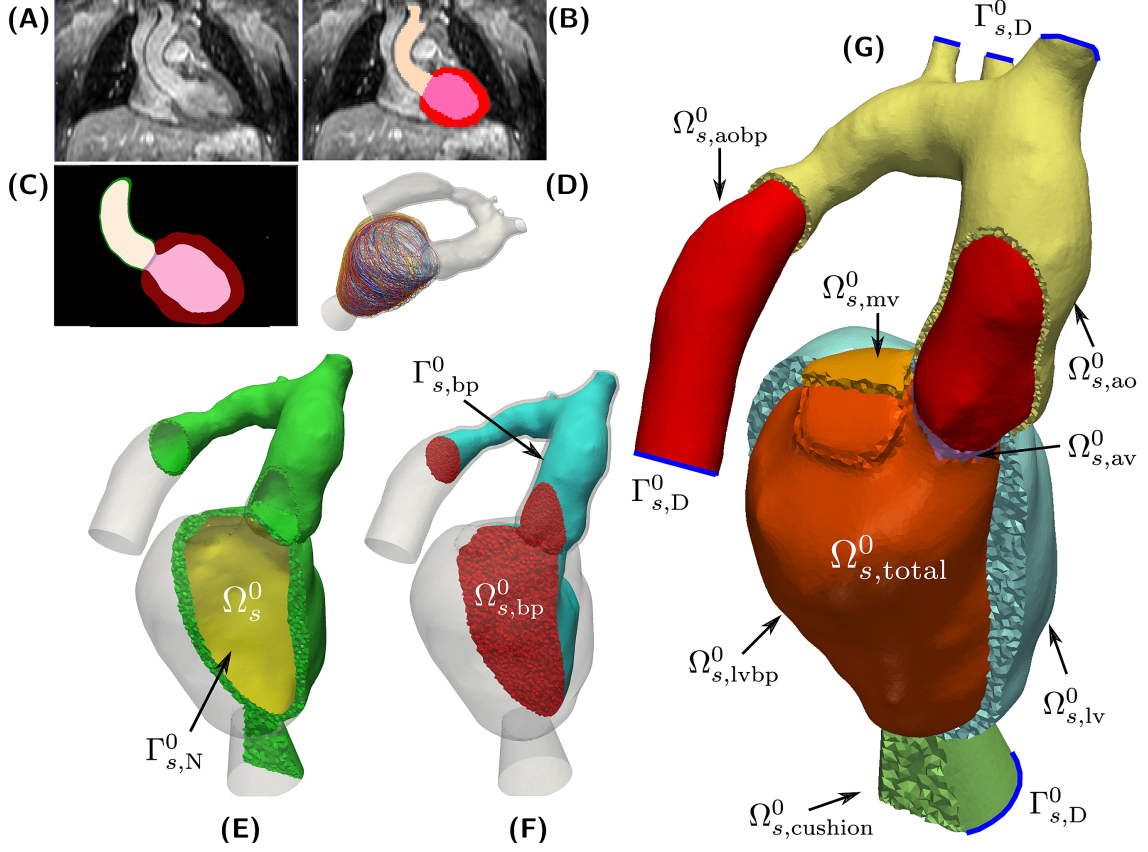 (A)
(B)
(C)
(D)
Γ⁰s,bp
Ω⁰s
Ω⁰s,bp
Γ⁰s,N
(E)
(F)
(G)
Γ⁰s,D
Ω⁰s,aobp
Ω⁰s,mv
Ω⁰s,ao
Ω⁰s,av
Γ⁰s,D
Ω⁰s,total
Ω⁰s,lvbp
Ω⁰s,lv
Ω⁰s,cushion
Γ⁰s,D